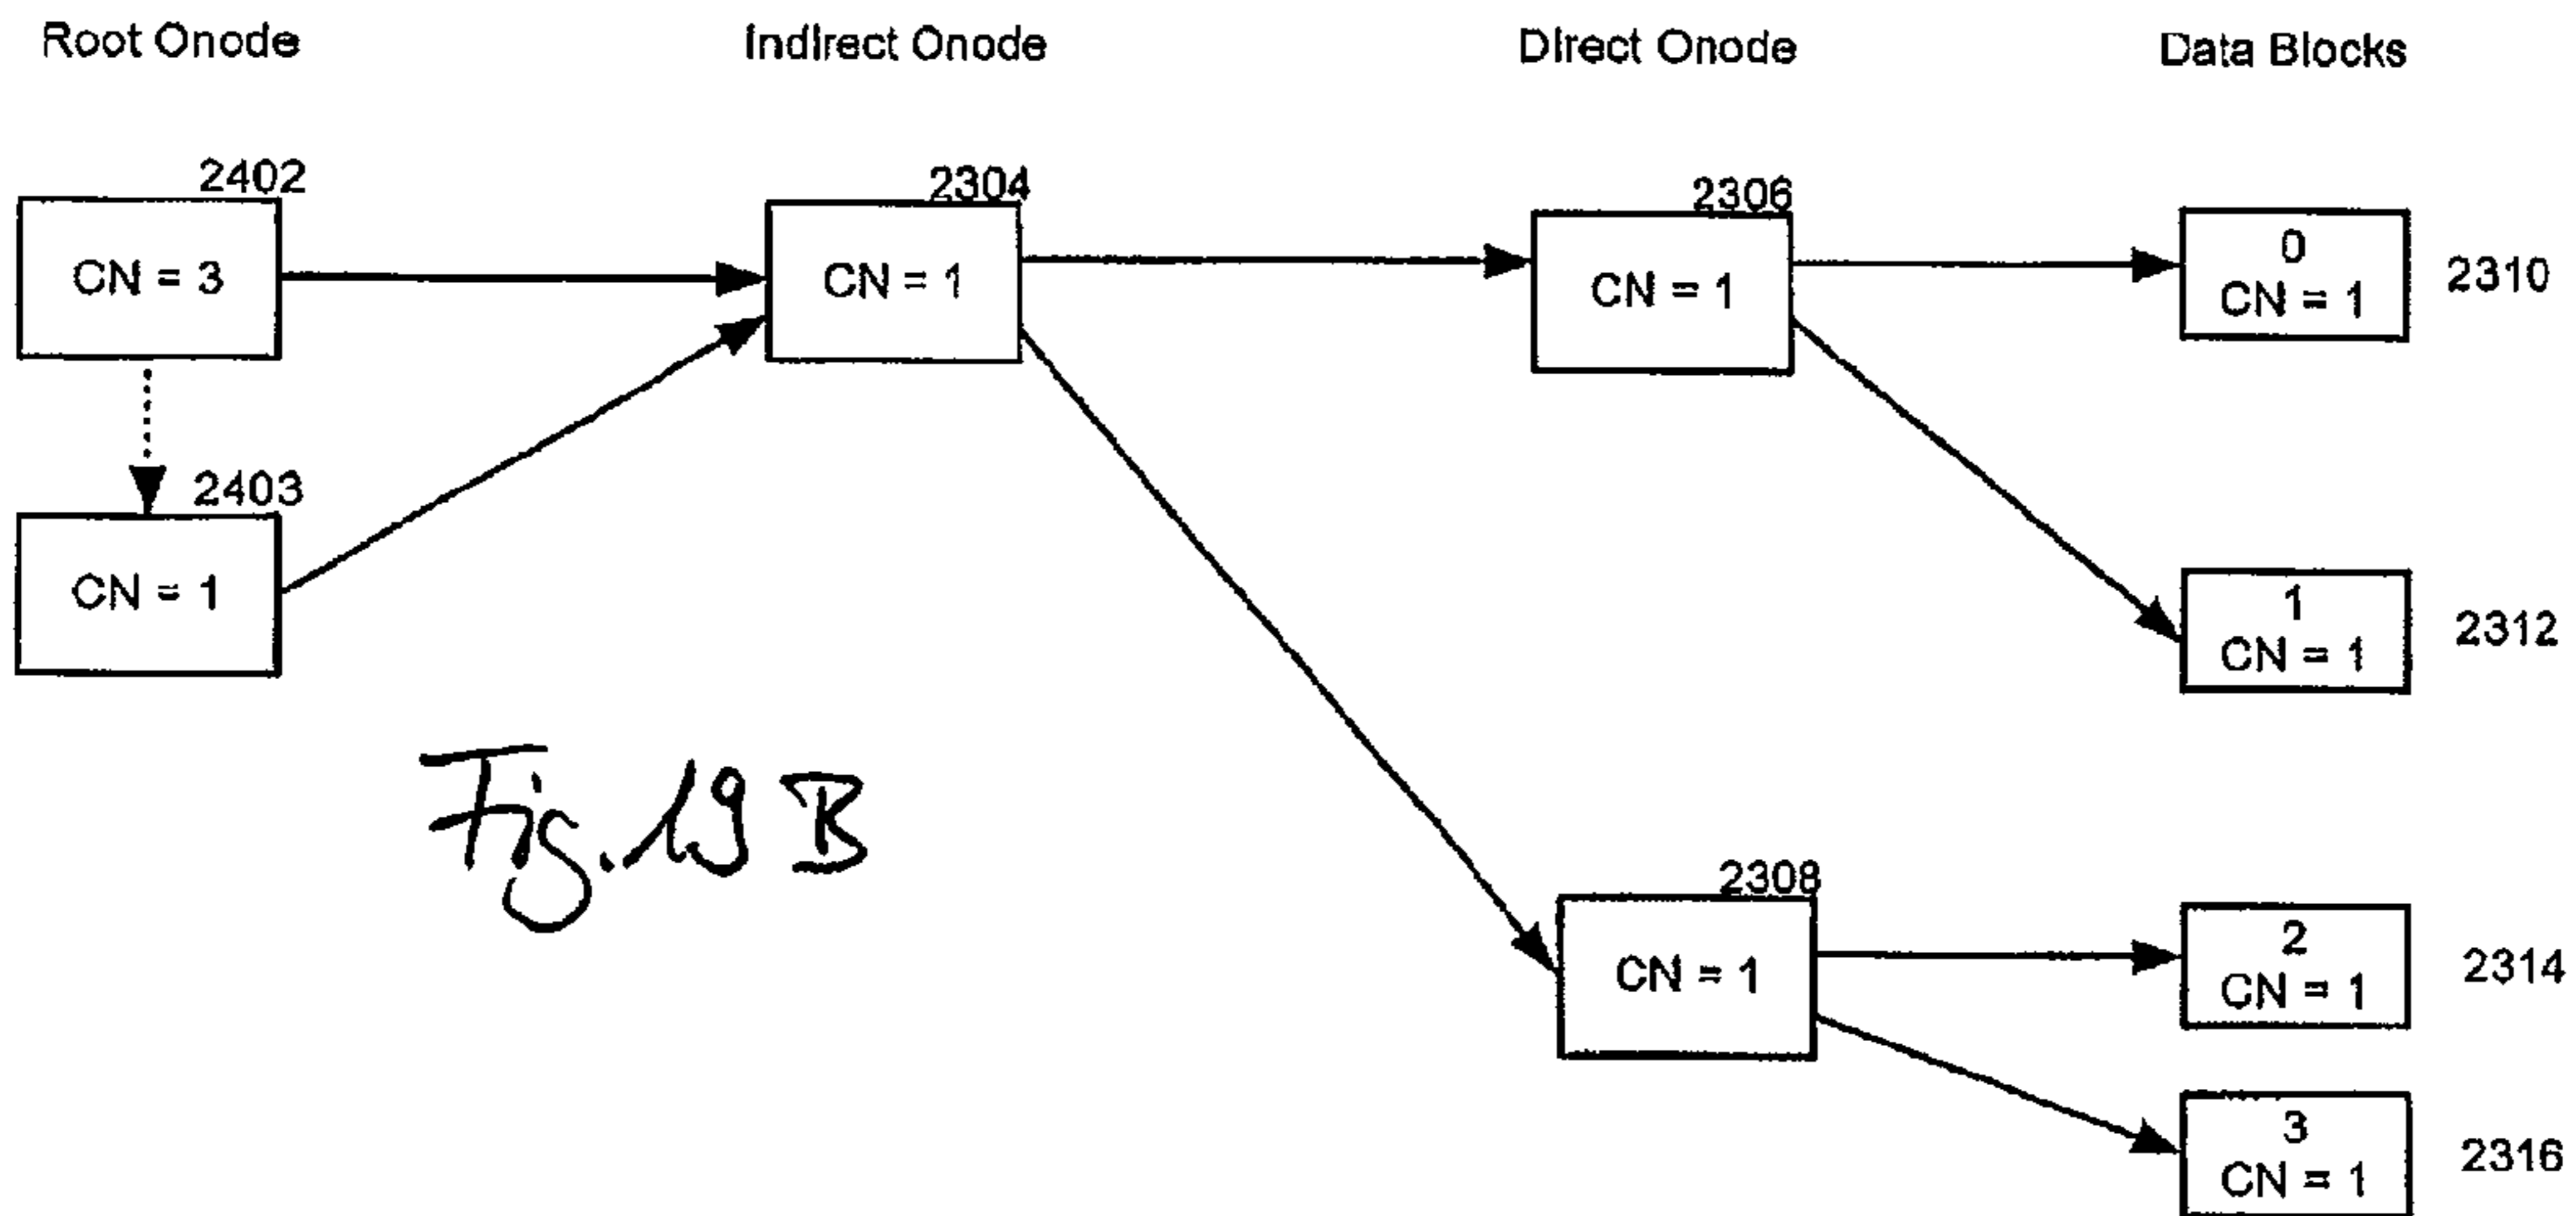 Root Onode Indirect Onode Direct Onode Data Blocks
2402
CN = 3
2304
CN = 1
2306
CN = 1
0
CN = 1
2310
2403
CN = 1
1
CN = 1
2312
Fig. 19 B
2308
CN = 1
2
CN = 1
2314
3
CN = 1
2316